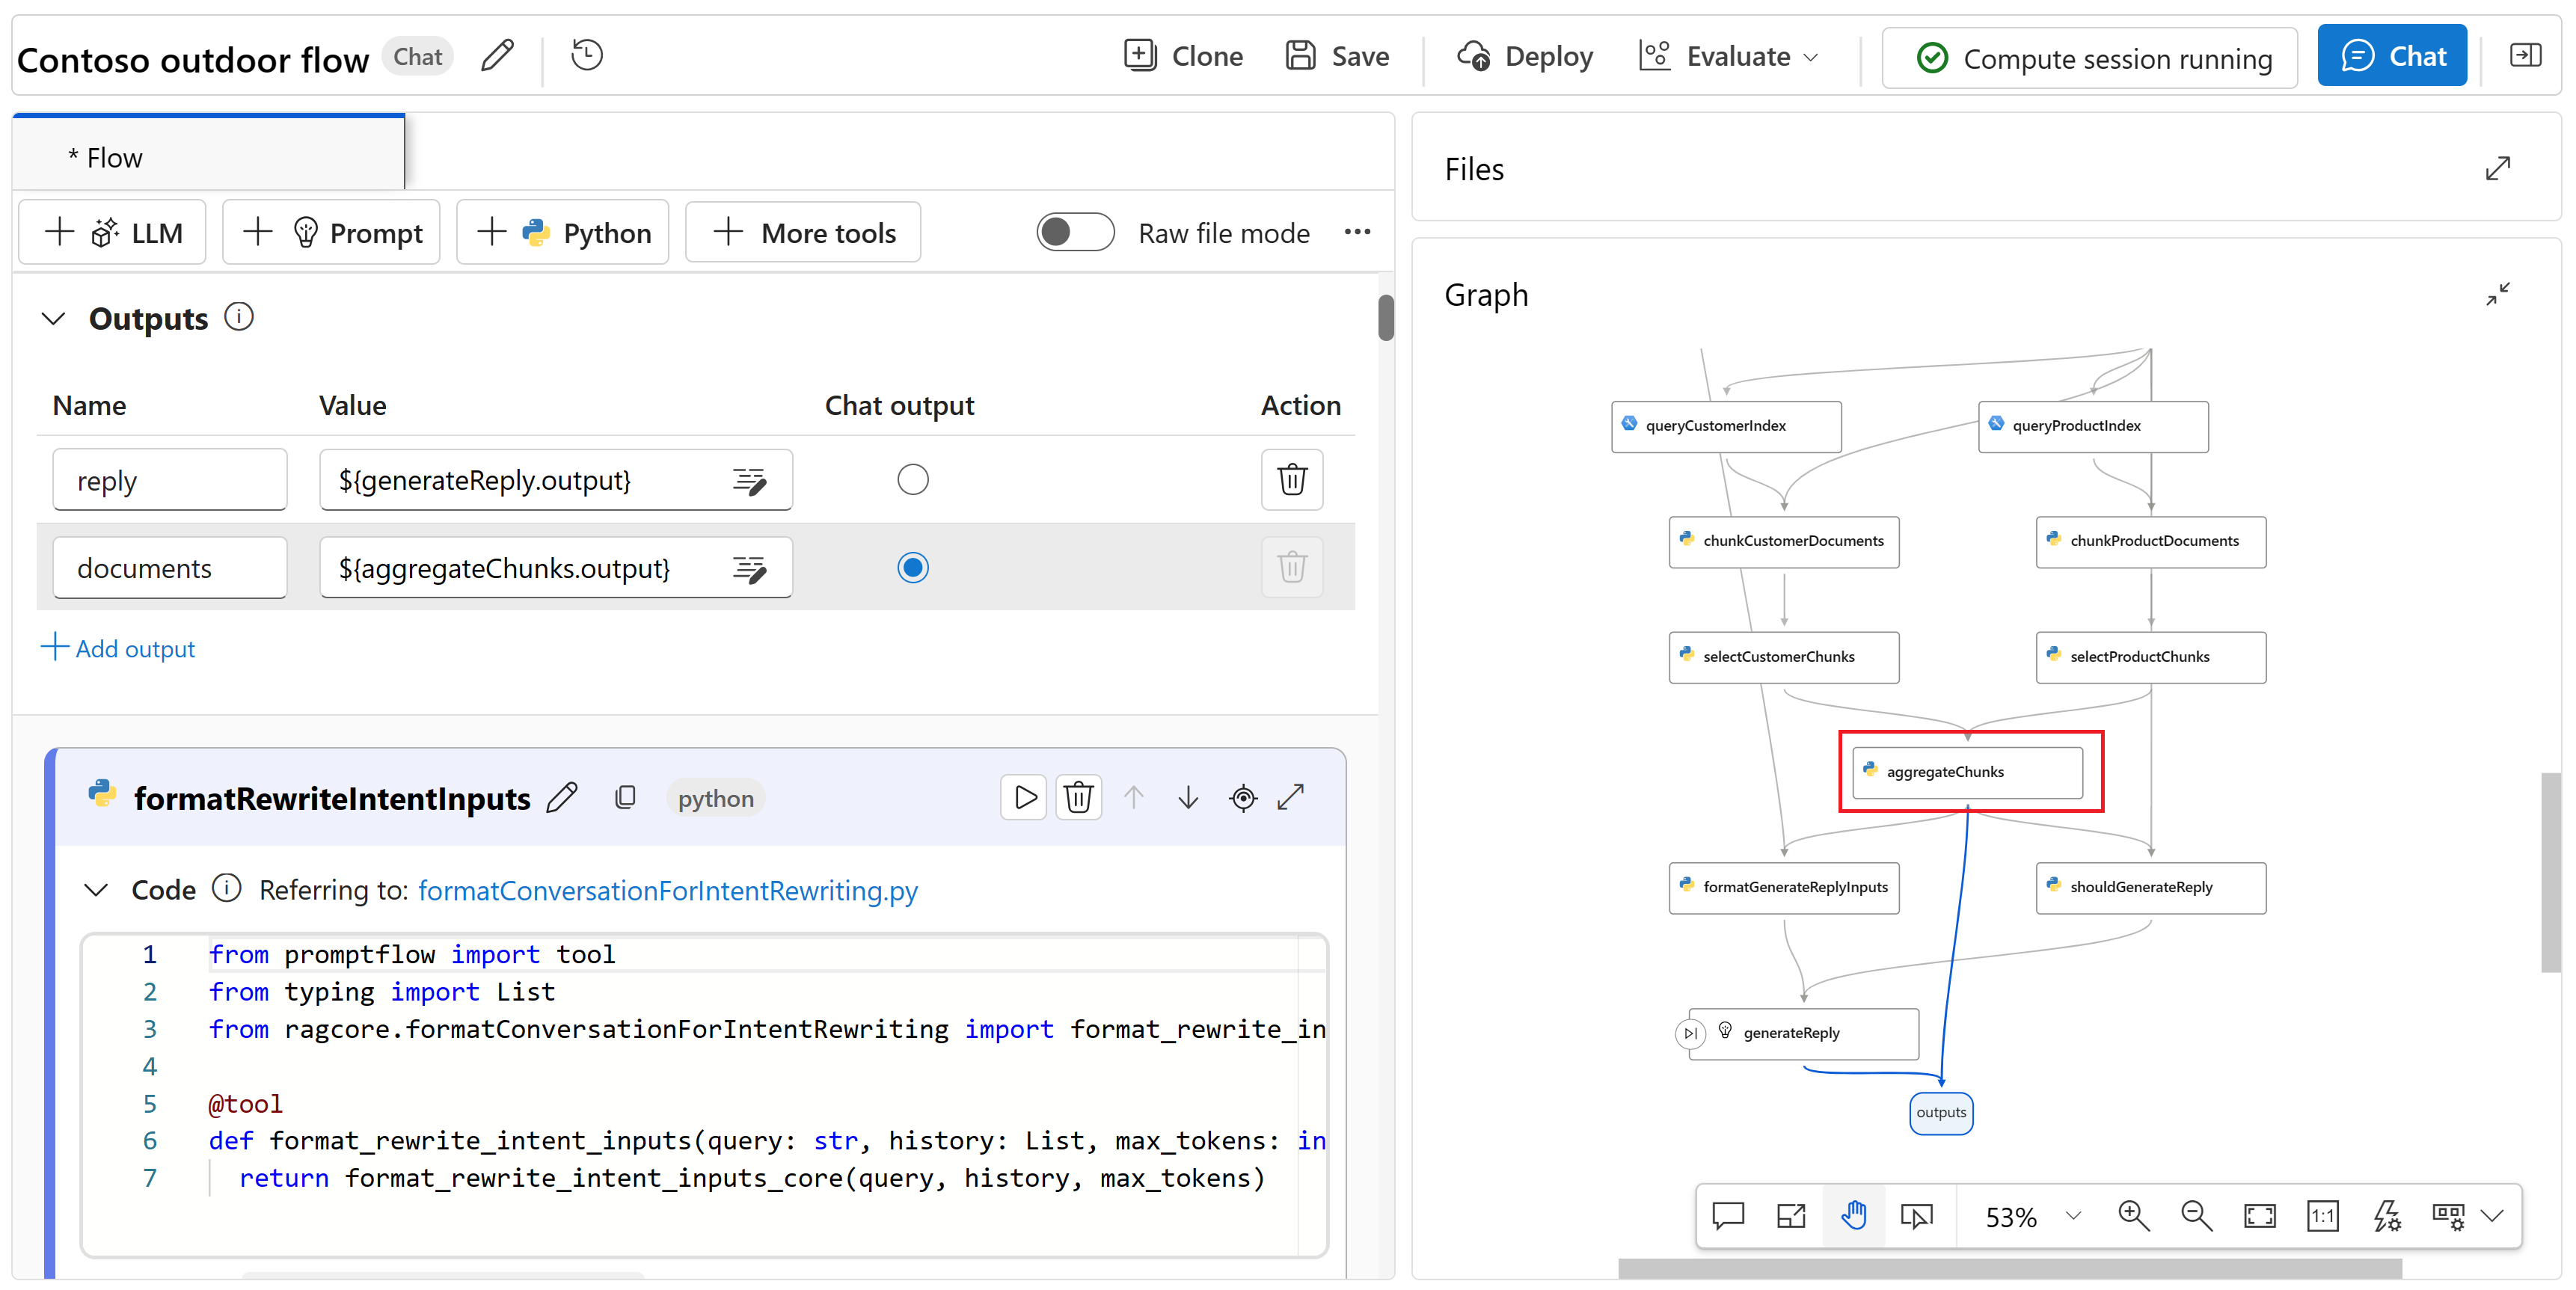 Contoso outdoor flow Chat Clone Save Deploy Evaluate Compute session running Chat
* Flow
LLM Prompt Python More tools Raw file mode
Outputs
Name Value Chat output Action
reply ${generateReply.output}
documents ${aggregateChunks.output}
Add output
formatRewriteIntentInputs python
Code Referring to: formatConversationForIntentRewriting.py
1 from promptflow import tool
2 from typing import List
3 from ragcore.formatConversationForIntentRewriting import format_rewrite_in
4
5 @tool
6 def format_rewrite_intent_inputs(query: str, history: List, max_tokens: in
7 return format_rewrite_intent_inputs_core(query, history, max_tokens)
Files
Graph
queryCustomerIndex queryProductIndex
chunkCustomerDocuments chunkProductDocuments
selectCustomerChunks selectProductChunks
aggregateChunks
formatGenerateReplyInputs shouldGenerateReply
generateReply
outputs
53% 1:1